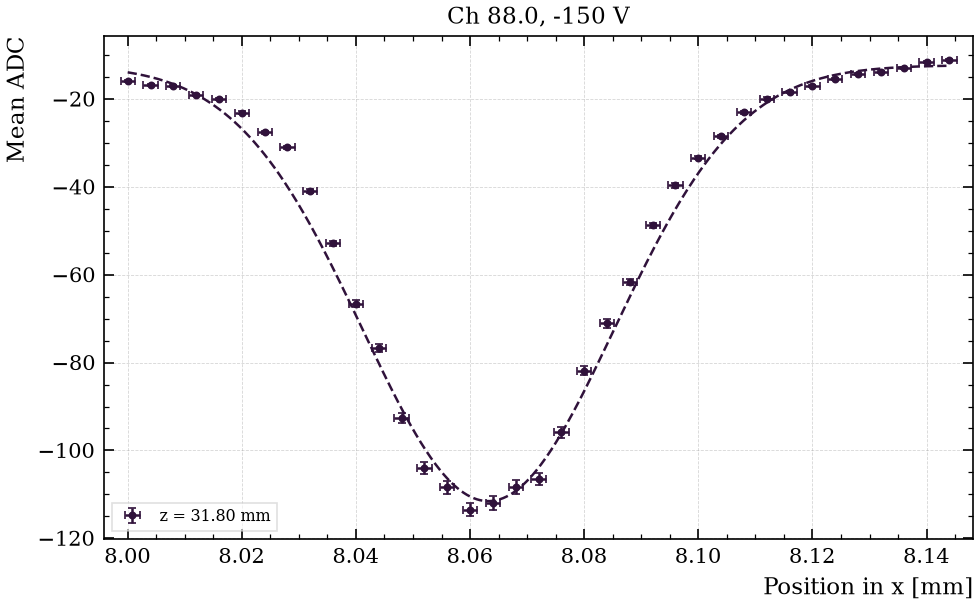 Ch 88.0, -150 V
Mean ADC
−20
−40
−60
−80
−100
−120
z = 31.80 mm
8.00 8.02 8.04 8.06 8.08 8.10 8.12 8.14
Position in x [mm]